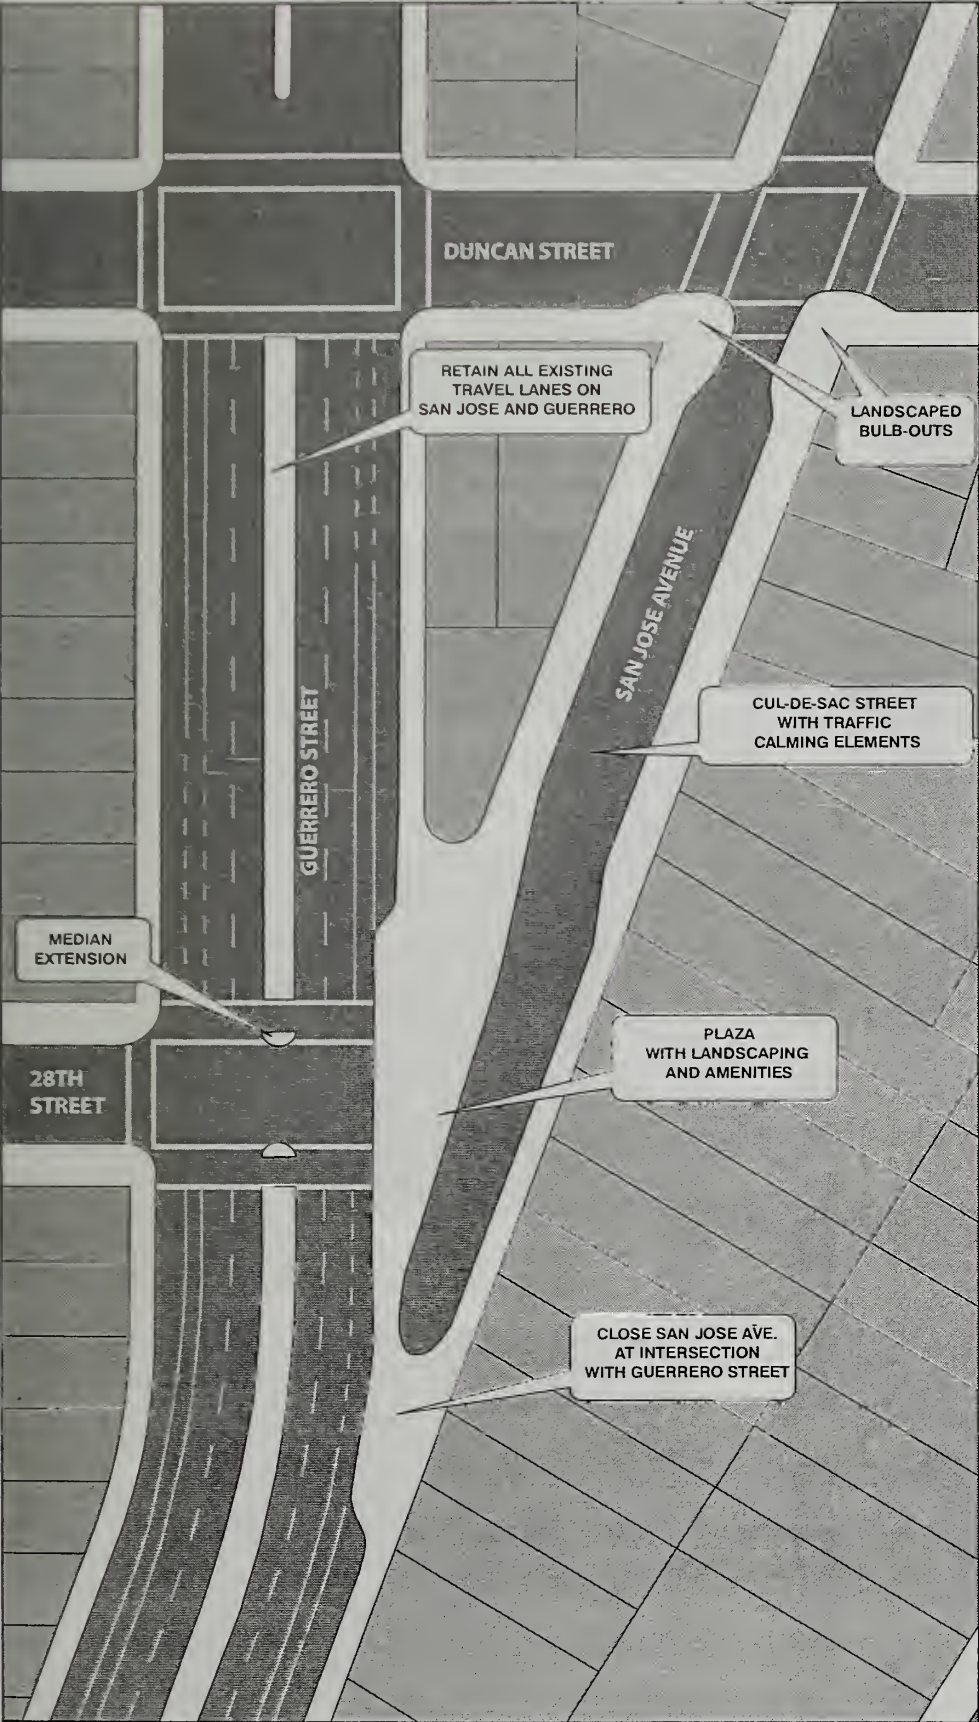 DUNCAN STREET
RETAIN ALL EXISTING
TRAVEL LANES ON
SAN JOSE AND GUERRERO
LANDSCAPED
BULB-OUTS
SAN JOSE AVENUE
GUERRERO STREET
CUL-DE-SAC STREET
WITH TRAFFIC
CALMING ELEMENTS
MEDIAN
EXTENSION
PLAZA
WITH LANDSCAPING
AND AMENITIES
28TH
STREET
CLOSE SAN JOSE AVE.
AT INTERSECTION
WITH GUERRERO STREET